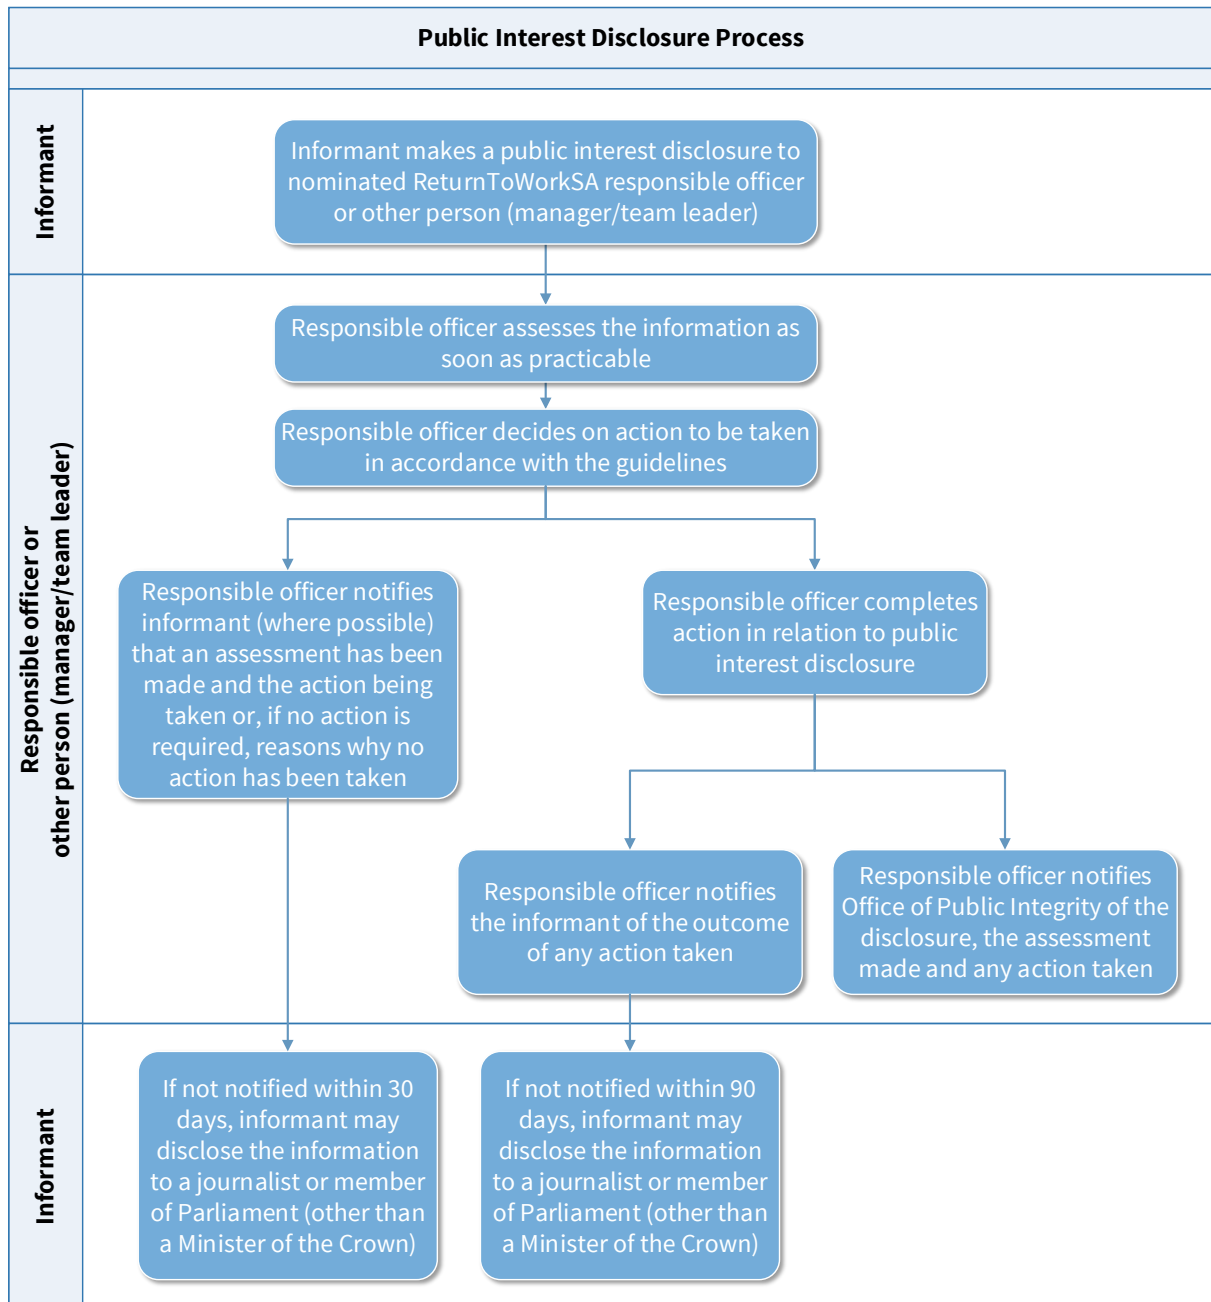 Public Interest Disclosure Process
Informant
Informant makes a public interest disclosure to
nominated ReturnToWorkSA responsible officer
or other person (manager/team leader)
Responsible officer or
other person (manager/team leader)
Responsible officer assesses the information as
soon as practicable
Responsible officer decides on action to be taken
in accordance with the guidelines
Responsible officer notifies
informant (where possible)
that an assessment has been
made and the action being
taken or, if no action is
required, reasons why no
action has been taken
Responsible officer completes
action in relation to public
interest disclosure
Responsible officer notifies
the informant of the outcome
of any action taken
Responsible officer notifies
Office of Public Integrity of the
disclosure, the assessment
made and any action taken
Informant
If not notified within 30
days, informant may
disclose the information
to a journalist or member
of Parliament (other than
a Minister of the Crown)
If not notified within 90
days, informant may
disclose the information
to a journalist or member
of Parliament (other than
a Minister of the Crown)